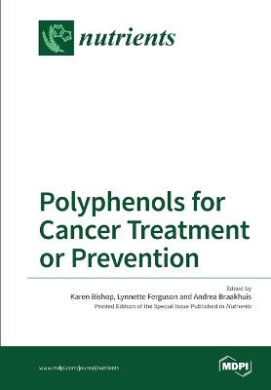 nutrients
Polyphenols for
Cancer Treatment
or Prevention
Edited by
Karen Bishop, Lynnette Ferguson and Andrea Braakhuis
Printed Edition of the Special Issue Published in Nutrients
www.mdpi.com/journal/nutrients
MDPI